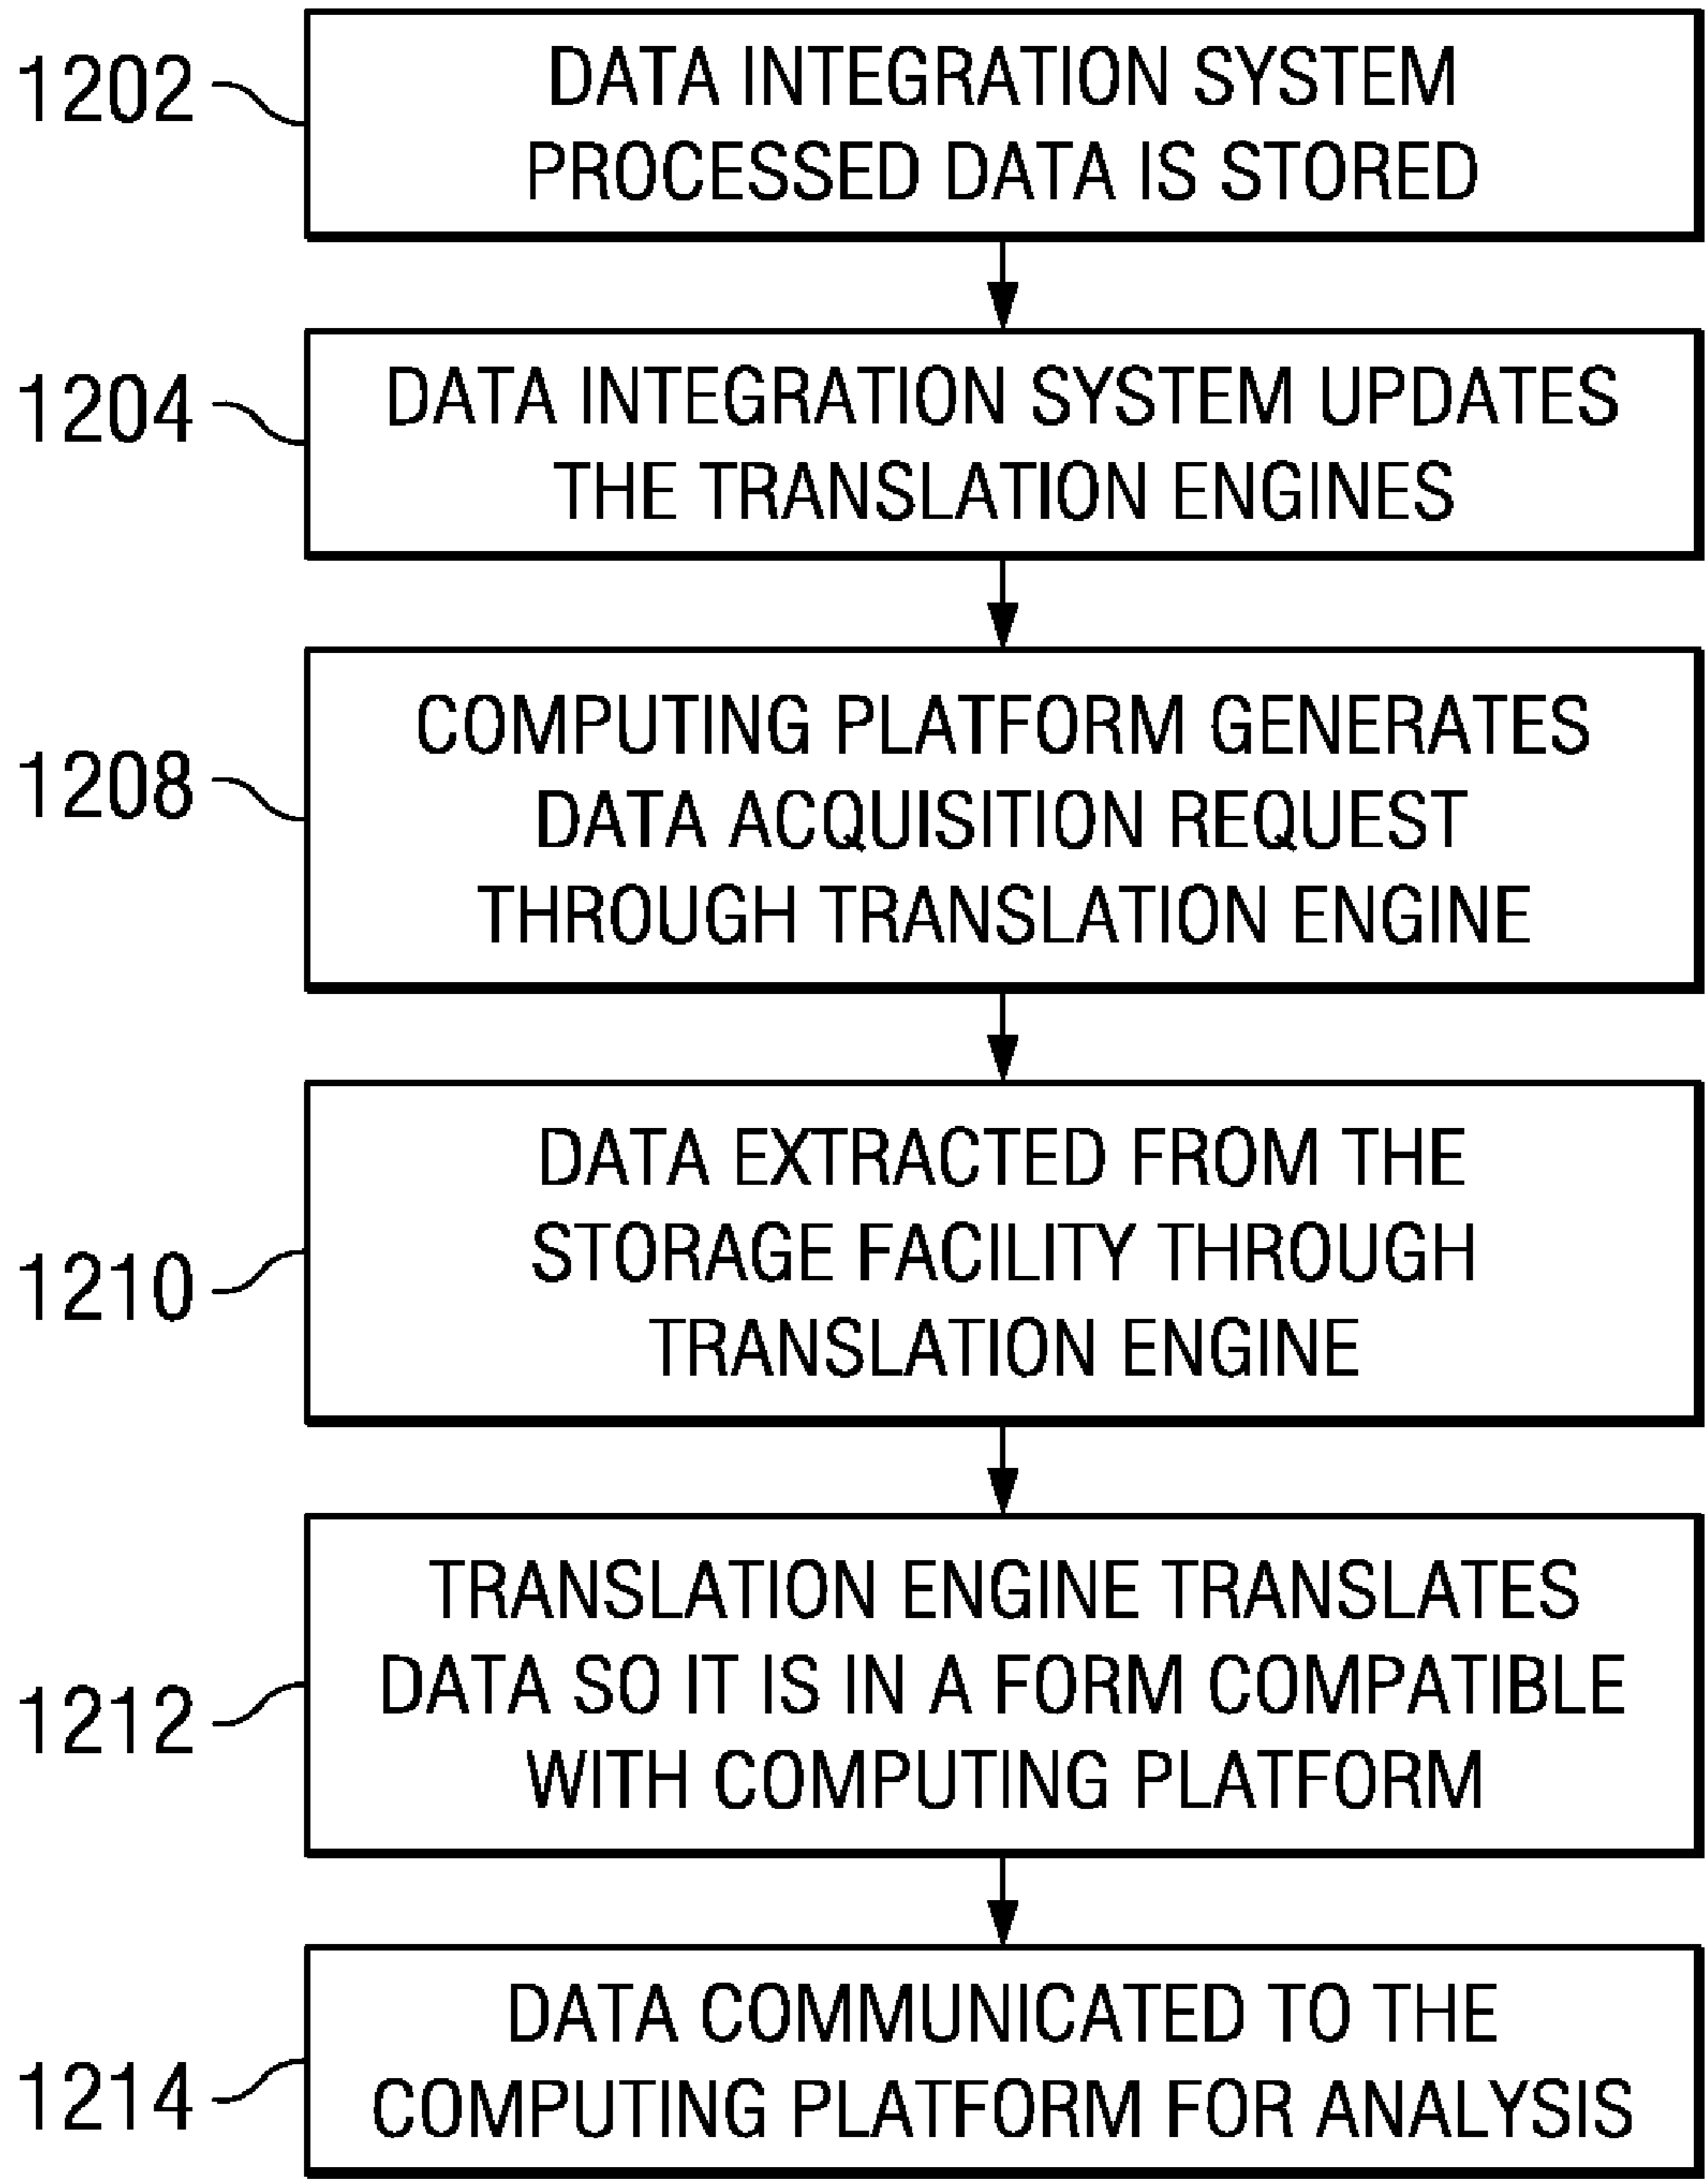 1202
DATA INTEGRATION SYSTEM
PROCESSED DATA IS STORED
1204
DATA INTEGRATION SYSTEM UPDATES
THE TRANSLATION ENGINES
1208
COMPUTING PLATFORM GENERATES
DATA ACQUISITION REQUEST
THROUGH TRANSLATION ENGINE
1210
DATA EXTRACTED FROM THE
STORAGE FACILITY THROUGH
TRANSLATION ENGINE
1212
TRANSLATION ENGINE TRANSLATES
DATA SO IT IS IN A FORM COMPATIBLE
WITH COMPUTING PLATFORM
1214
DATA COMMUNICATED TO THE
COMPUTING PLATFORM FOR ANALYSIS